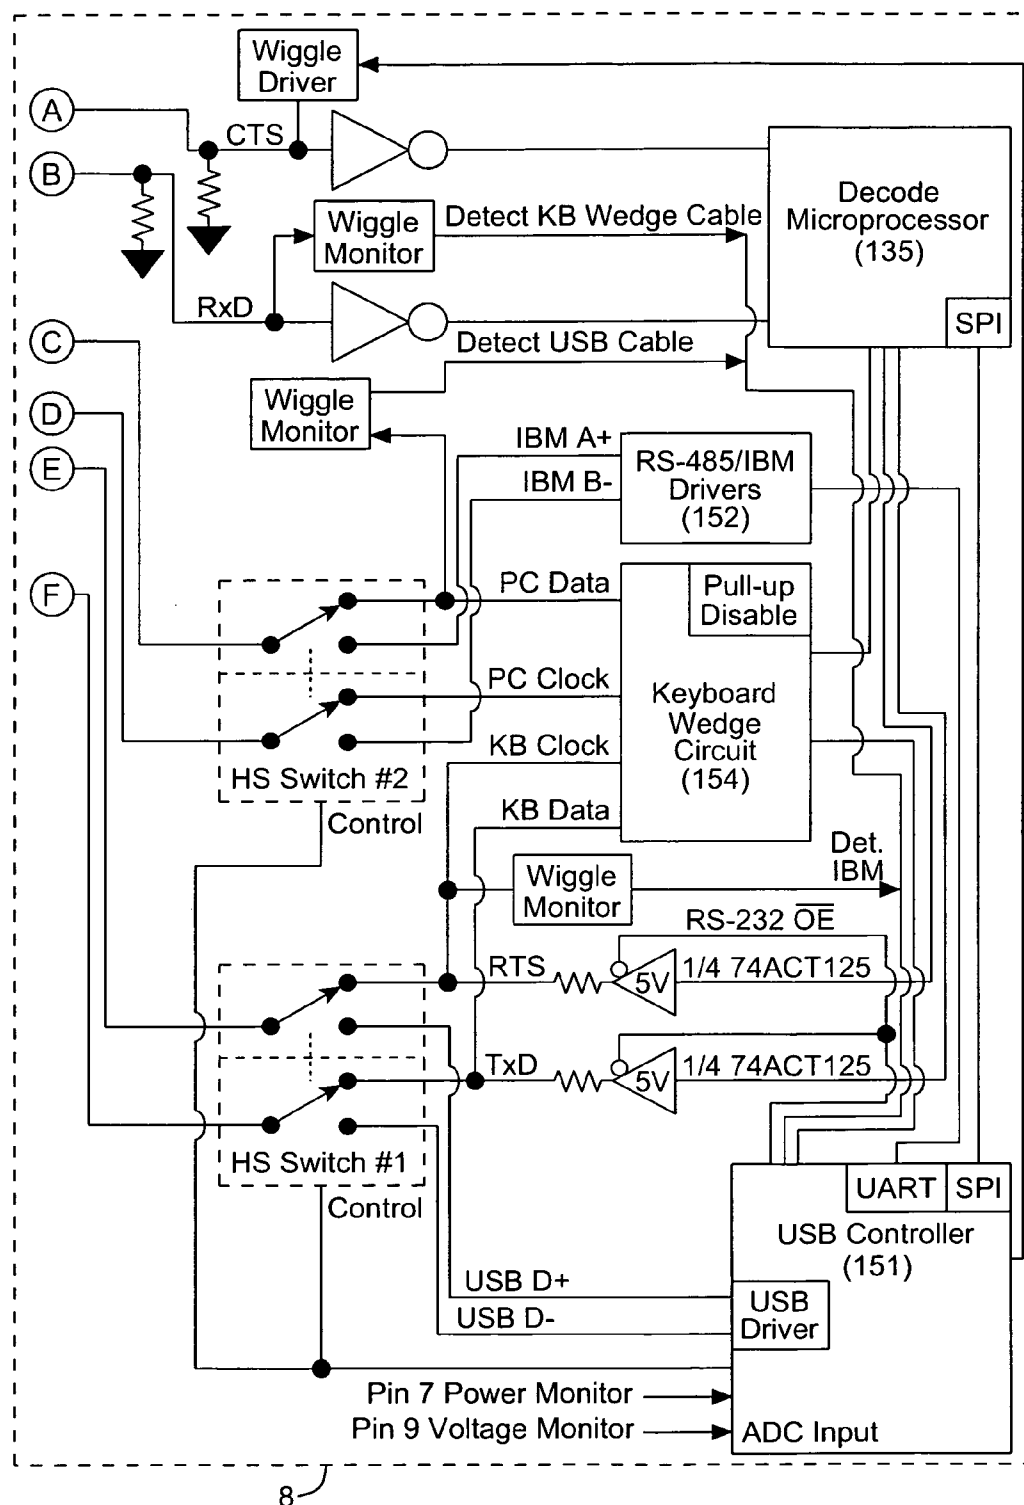 Wiggle
Driver
A
CTS
B
Decode
Microprocessor
(135)
Wiggle
Monitor
Detect KB Wedge Cable
RxD
SPI
C
Detect USB Cable
Wiggle
Monitor
D
IBM A+
E
IBM B-
RS-485/IBM
Drivers
(152)
F
PC Data
Pull-up
Disable
PC Clock
Keyboard
Wedge
Circuit
(154)
KB Clock
HS Switch #2
Control
KB Data
Det.
IBM
Wiggle
Monitor
RS-232 O̅E̅
RTS
5V
1/4 74ACT125
TxD
5V
1/4 74ACT125
HS Switch #1
Control
UART
SPI
USB Controller
(151)
USB D+
USB D-
USB
Driver
Pin 7 Power Monitor
Pin 9 Voltage Monitor
ADC Input
8